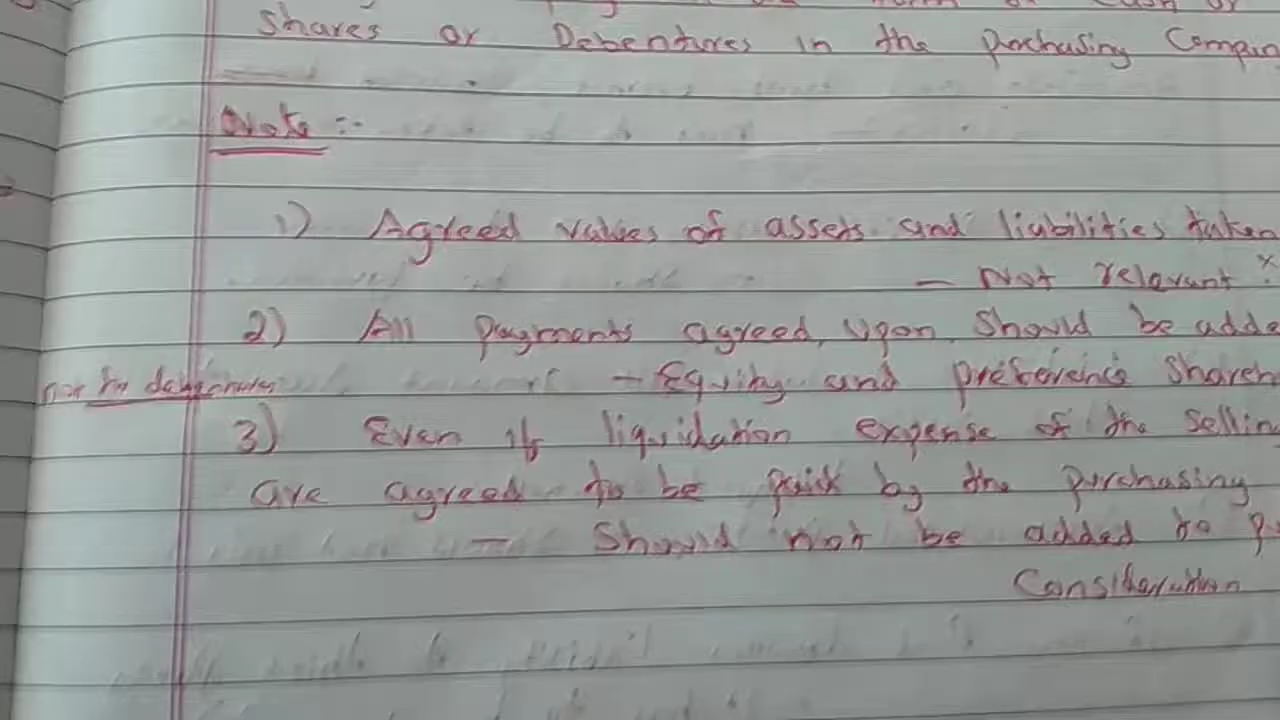 shares or Debentures in the purchasing Compan
Note :-
1) Agreed values of assets and liabilities taken
- Not relevant x
2) All payments agreed upon should be adde
- Equity and preference Shareh
not for debentures
3) Even if liquidation expense of the Sellin
are agreed to be paid by the purchasing
- Should not be added to pu
Consideration